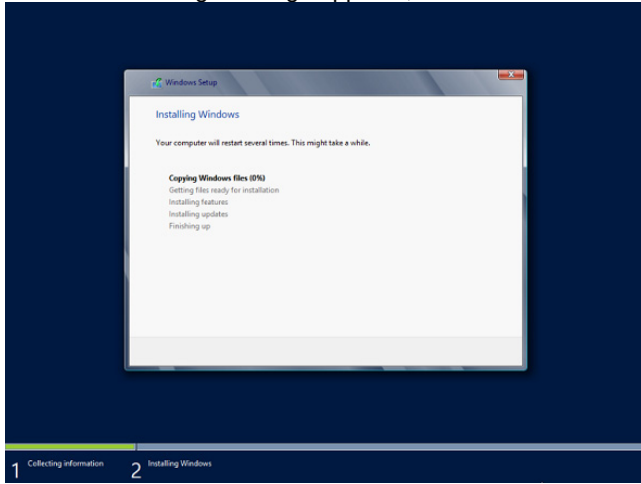 Windows Setup
Installing Windows
Your computer will restart several times. This might take a while.
Copying Windows files (0%)
Getting files ready for installation
Installing features
Installing updates
Finishing up
1 Collecting information
2 Installing Windows